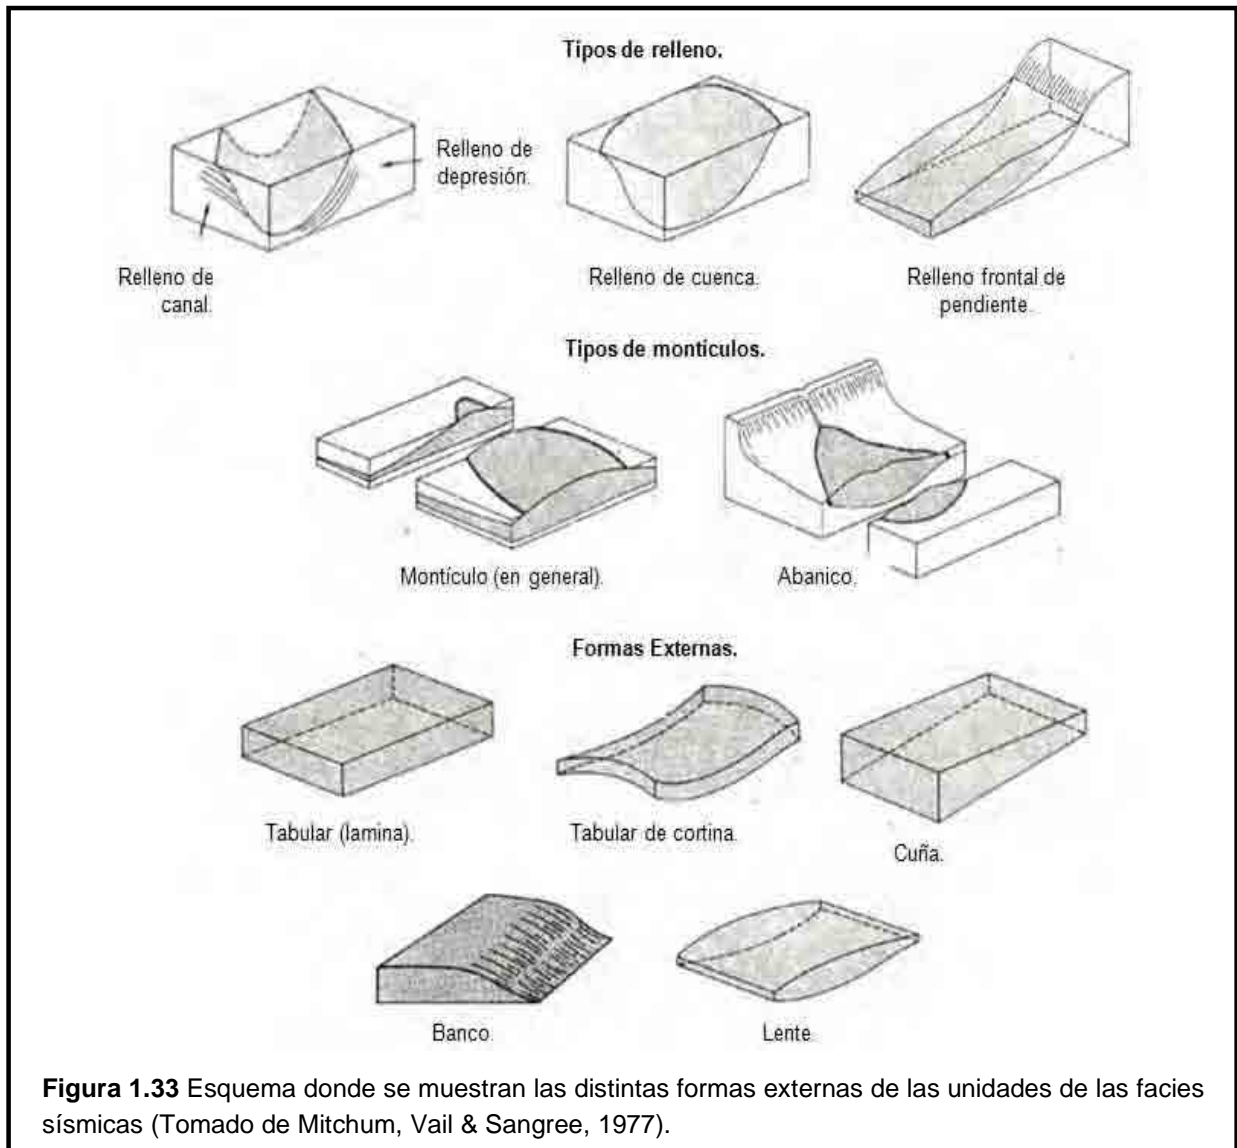 Tipos de relleno.
Relleno de
depresión.
Relleno de
canal.
Relleno de cuenca.
Relleno frontal de
pendiente.
Tipos de montículos.
Montículo (en general).
Abanico.
Formas Externas.
Tabular (lamina).
Tabular de cortina.
Cuña.
Banco.
Lente.
Figura 1.33 Esquema donde se muestran las distintas formas externas de las unidades de las facies
sísmicas (Tomado de Mitchum, Vail & Sangree, 1977).